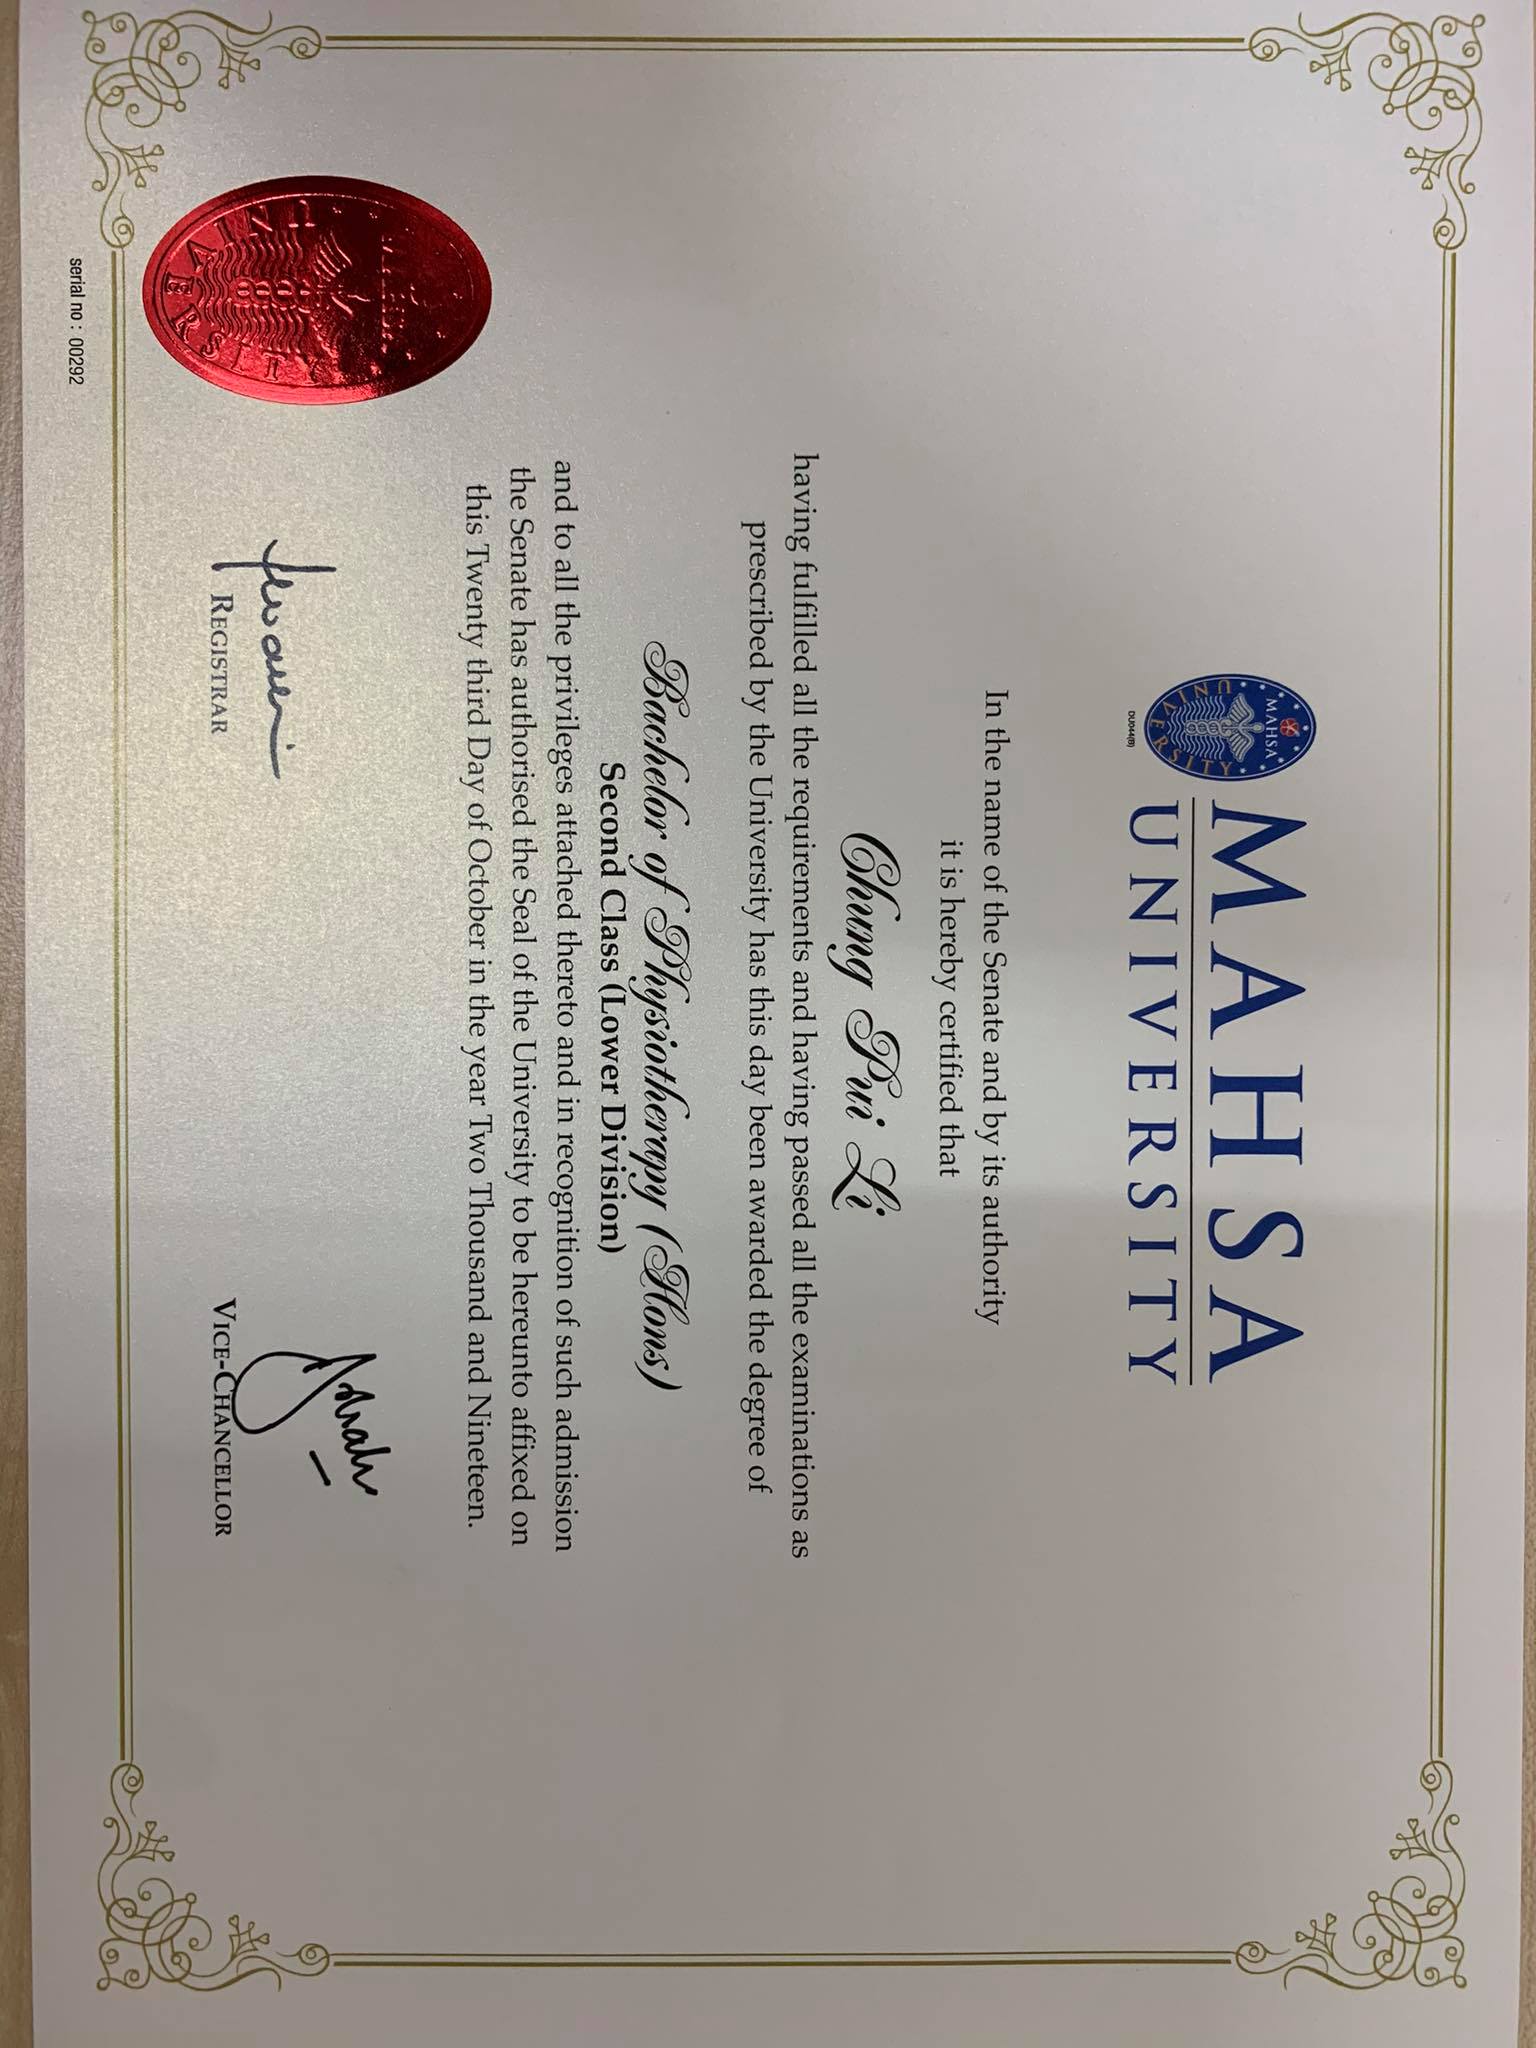 MAHSA
UNIVERSITY
MAHSA
UNIVERSITY
DU044(B)
In the name of the Senate and by its authority
it is hereby certified that
Chung Pui Li
having fulfilled all the requirements and having passed all the examinations as
prescribed by the University has this day been awarded the degree of
Bachelor of Physiotherapy (Hons)
Second Class (Lower Division)
and to all the privileges attached thereto and in recognition of such admission
the Senate has authorised the Seal of the University to be hereunto affixed on
this Twenty third Day of October in the year Two Thousand and Nineteen.
UNIVERSITY
REGISTRAR
VICE-CHANCELLOR
serial no : 00292